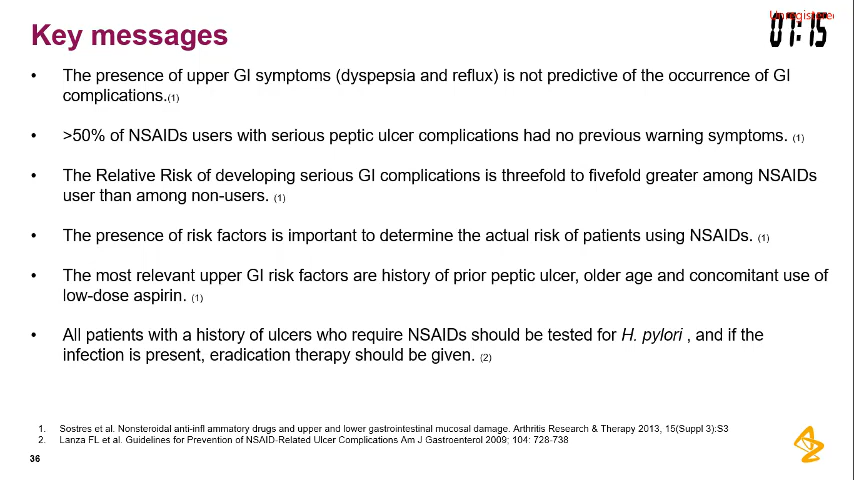 Key messages
Unregistered
01:15
• The presence of upper GI symptoms (dyspepsia and reflux) is not predictive of the occurrence of GI
complications.(1)
• >50% of NSAIDs users with serious peptic ulcer complications had no previous warning symptoms. (1)
• The Relative Risk of developing serious GI complications is threefold to fivefold greater among NSAIDs
user than among non-users. (1)
• The presence of risk factors is important to determine the actual risk of patients using NSAIDs. (1)
• The most relevant upper GI risk factors are history of prior peptic ulcer, older age and concomitant use of
low-dose aspirin. (1)
• All patients with a history of ulcers who require NSAIDs should be tested for H. pylori , and if the
infection is present, eradication therapy should be given. (2)
1. Sostres et al. Nonsteroidal anti-infl ammatory drugs and upper and lower gastrointestinal mucosal damage. Arthritis Research & Therapy 2013, 15(Suppl 3):S3
2. Lanza FL et al. Guidelines for Prevention of NSAID-Related Ulcer Complications Am J Gastroenterol 2009; 104: 728-738
36